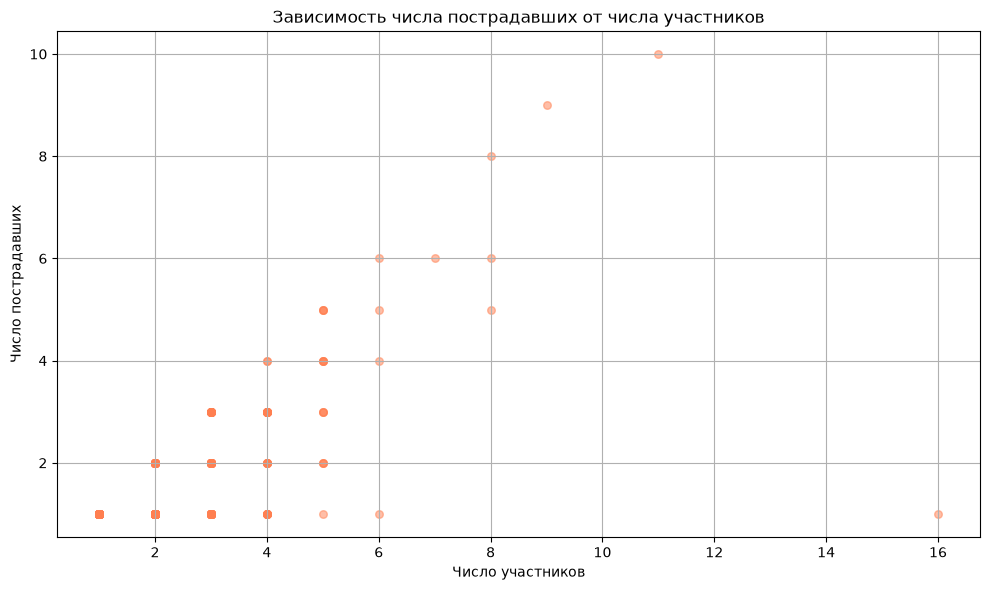 Зависимость числа пострадавших от числа участников
Число пострадавших
10
8
6
4
2
2 4 6 8 10 12 14 16
Число участников